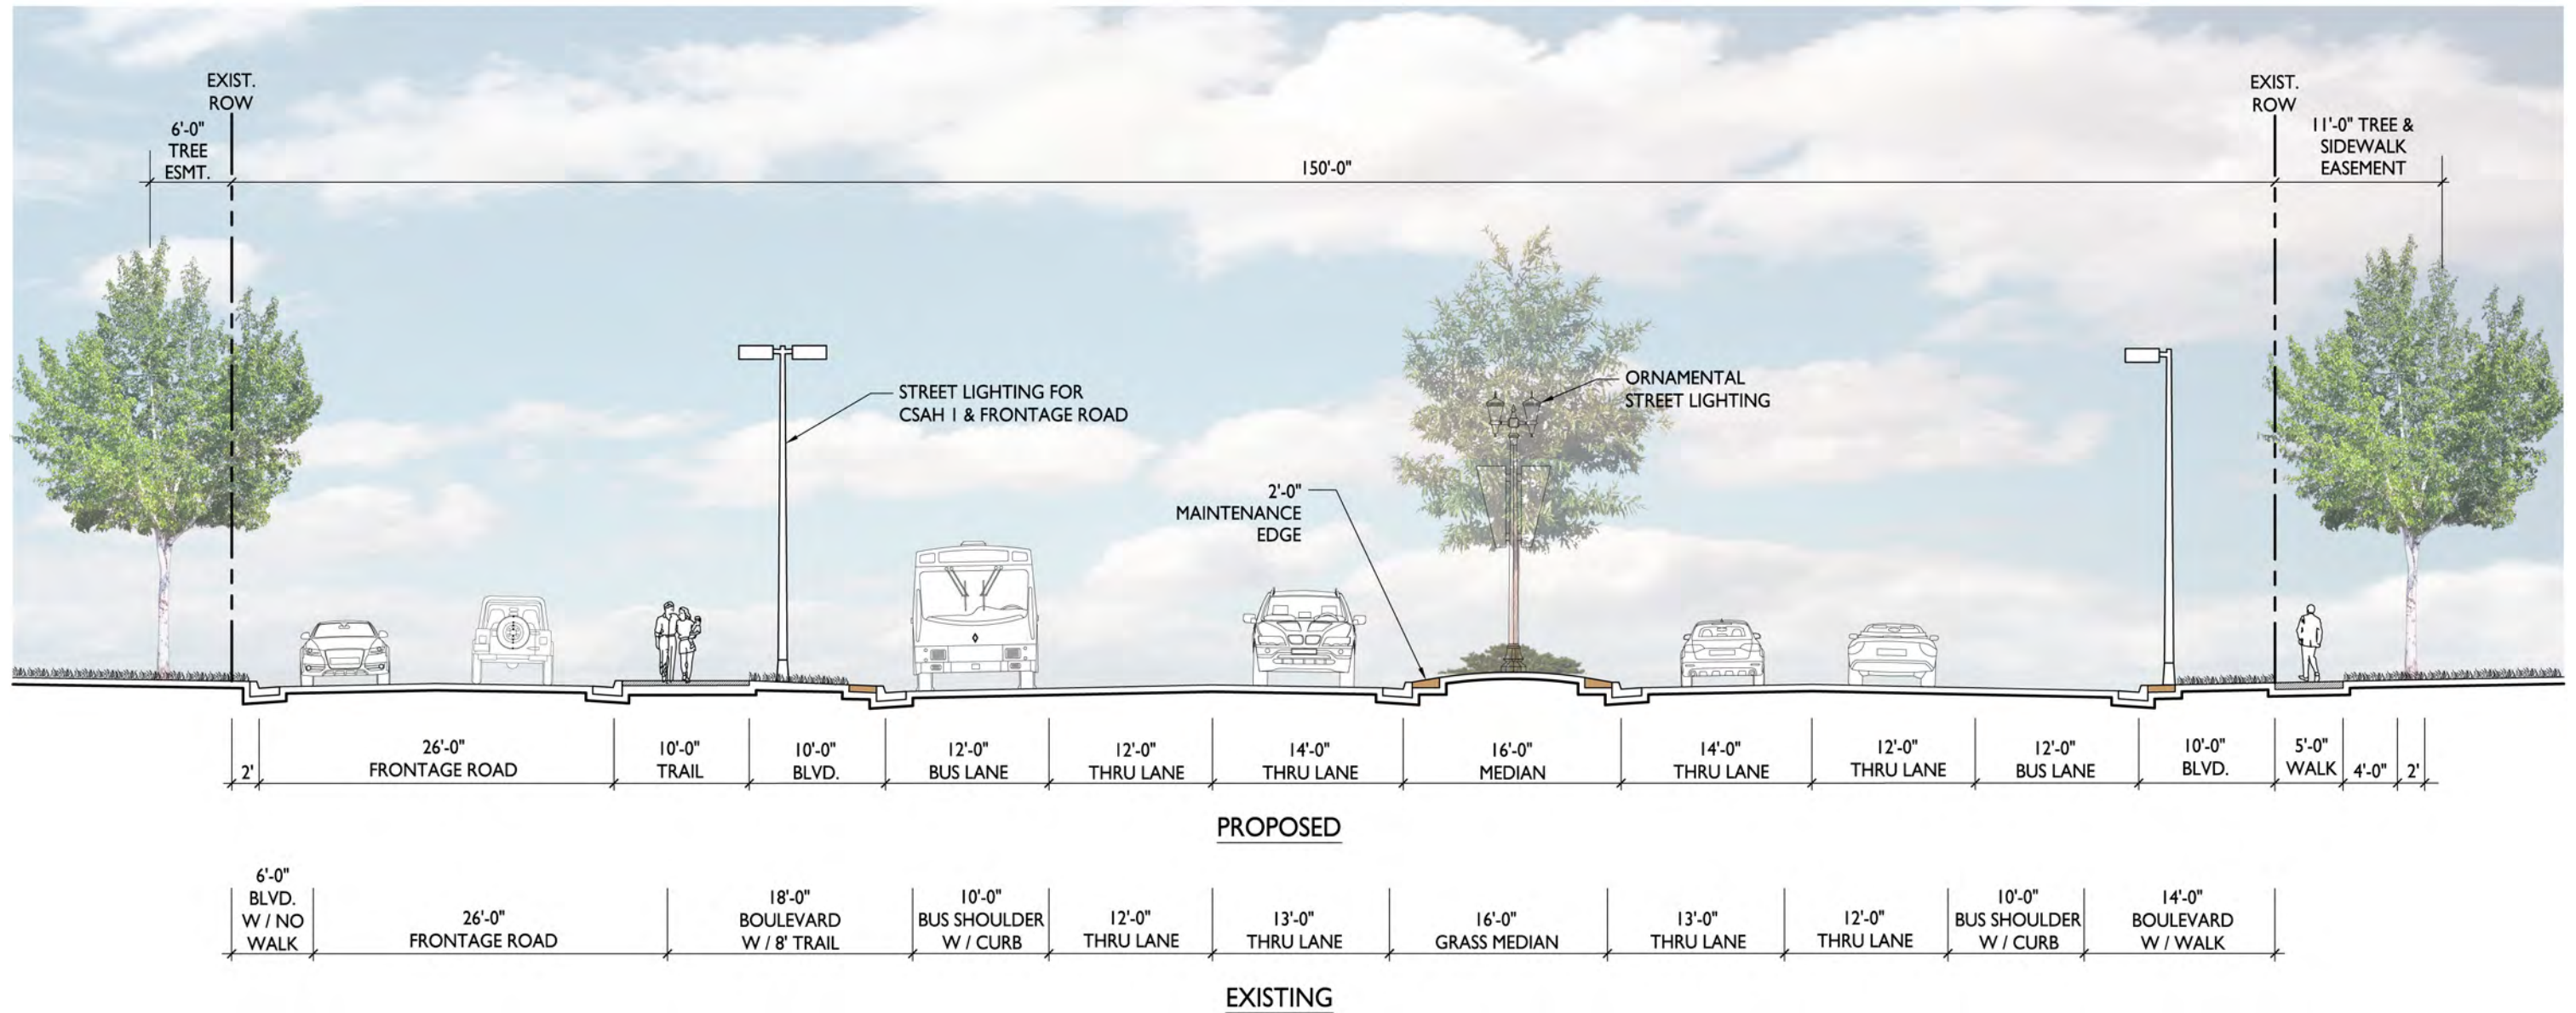 EXIST.
ROW
6'-0"
TREE
ESMT.
150'-0"
EXIST.
ROW
11'-0" TREE &
SIDEWALK
EASEMENT
STREET LIGHTING FOR
CSAH 1 & FRONTAGE ROAD
ORNAMENTAL
STREET LIGHTING
2'-0"
MAINTENANCE
EDGE
2'
26'-0"
FRONTAGE ROAD
10'-0"
TRAIL
10'-0"
BLVD.
12'-0"
BUS LANE
12'-0"
THRU LANE
14'-0"
THRU LANE
16'-0"
MEDIAN
14'-0"
THRU LANE
12'-0"
THRU LANE
12'-0"
BUS LANE
10'-0"
BLVD.
5'-0"
WALK
4'-0"
2'
PROPOSED
6'-0"
BLVD.
W / NO
WALK
26'-0"
FRONTAGE ROAD
18'-0"
BOULEVARD
W / 8' TRAIL
10'-0"
BUS SHOULDER
W / CURB
12'-0"
THRU LANE
13'-0"
THRU LANE
16'-0"
GRASS MEDIAN
13'-0"
THRU LANE
12'-0"
THRU LANE
10'-0"
BUS SHOULDER
W / CURB
14'-0"
BOULEVARD
W / WALK
EXISTING